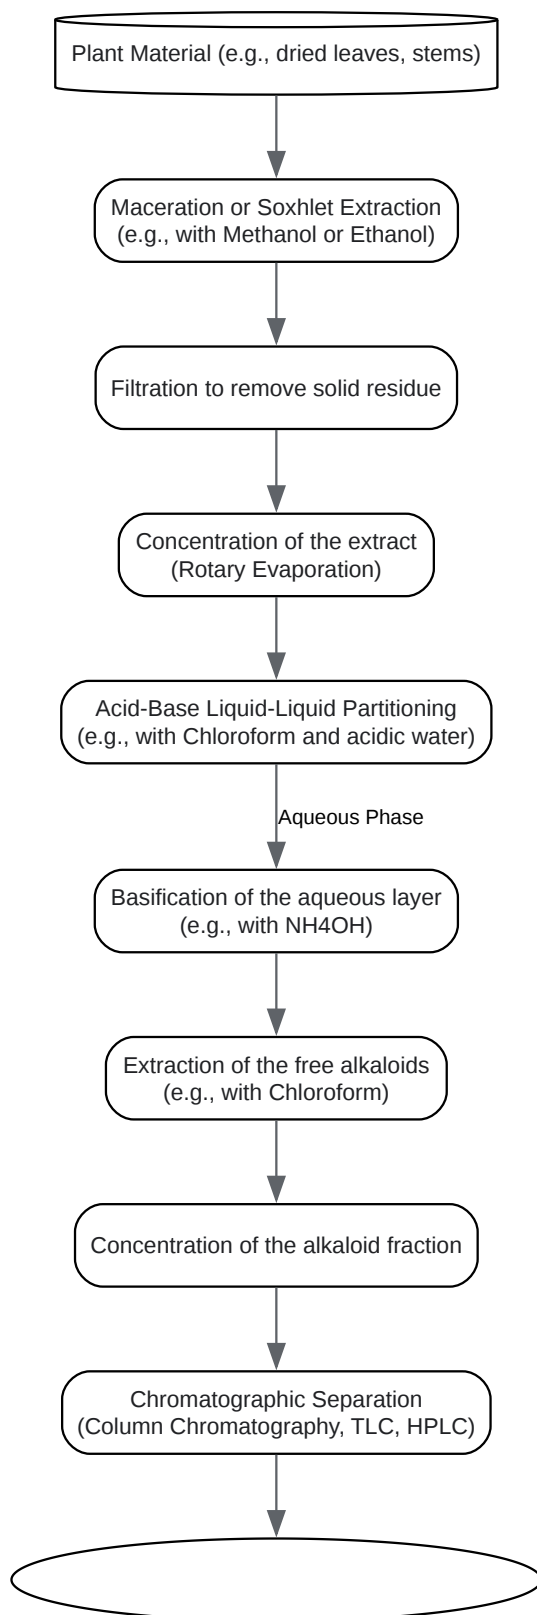 Plant Material (e.g., dried leaves, stems)
Maceration or Soxhlet Extraction
(e.g., with Methanol or Ethanol)
Filtration to remove solid residue
Concentration of the extract
(Rotary Evaporation)
Acid-Base Liquid-Liquid Partitioning
(e.g., with Chloroform and acidic water)
Aqueous Phase
Basification of the aqueous layer
(e.g., with NH4OH)
Extraction of the free alkaloids
(e.g., with Chloroform)
Concentration of the alkaloid fraction
Chromatographic Separation
(Column Chromatography, TLC, HPLC)